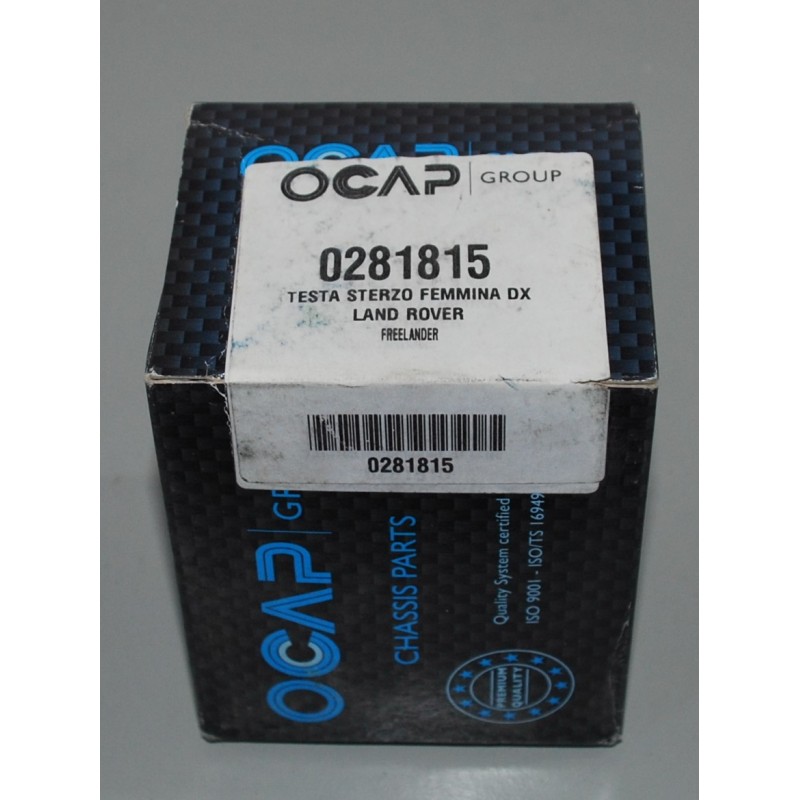 OCAP GROUP
0281815
TESTA STERZO FEMMINA DX
LAND ROVER
FREELANDER
0281815
OCAP
CHASSIS PARTS
Quality System certified
ISO 9001 - ISO/TS 16949
PREMIUM
QUALITY